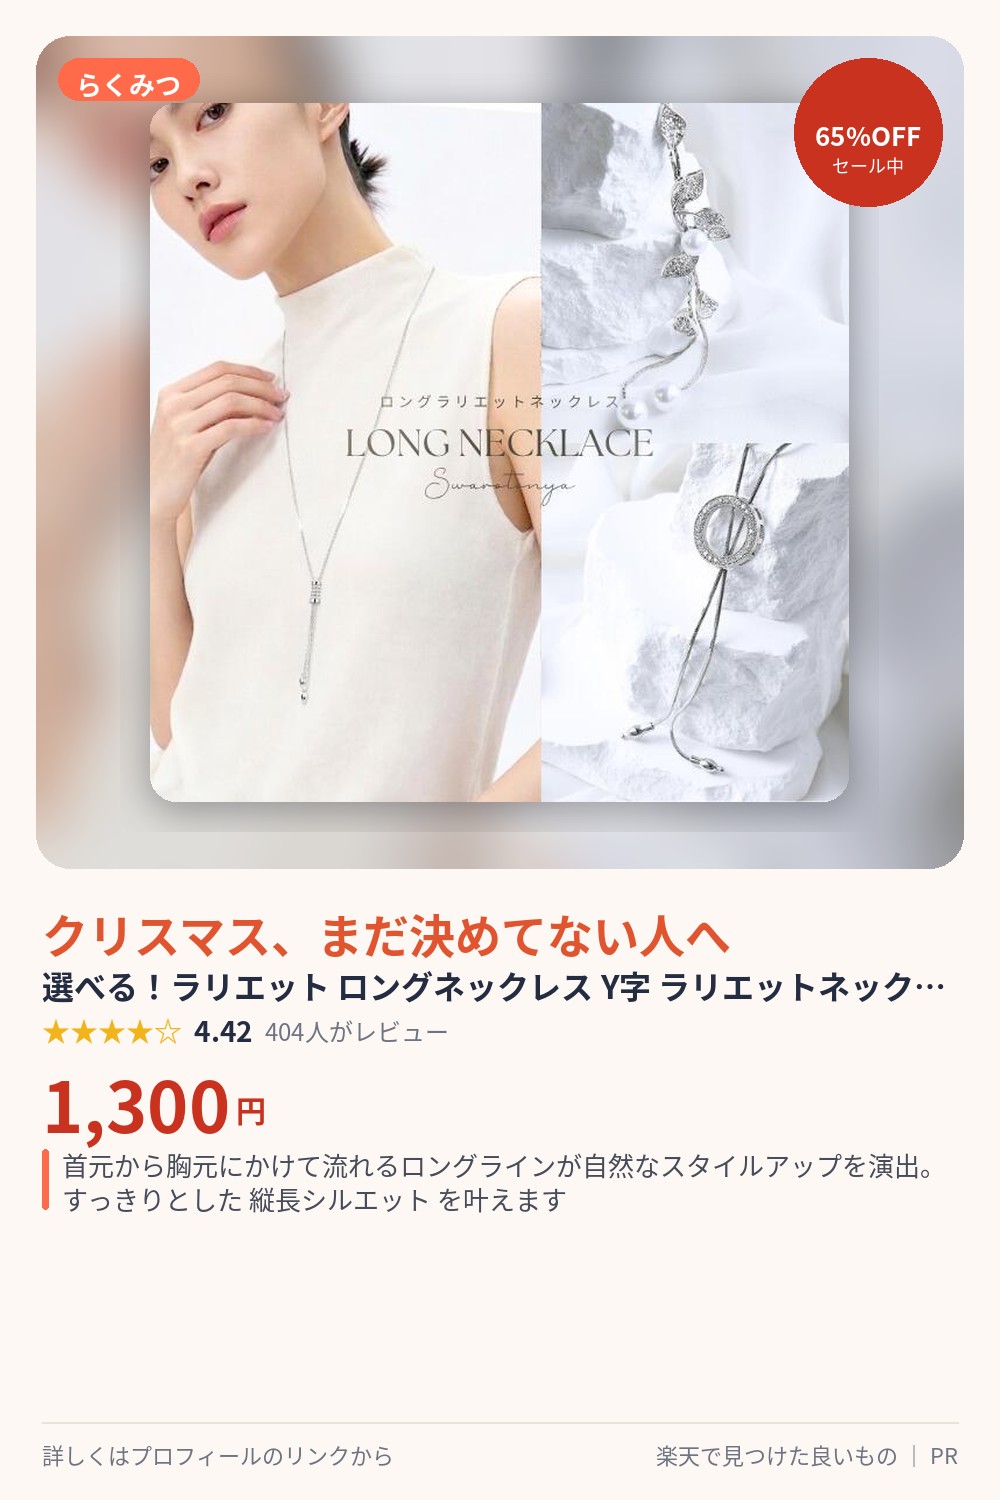 らくみつ
65%OFF
セール中
ロングラリエットネックレス
LONG NECKLACE
Swarotonya
クリスマス、まだ決めてない人へ
選べる！ラリエット ロングネックレス Y字 ラリエットネック…
★★★★☆ 4.42 404人がレビュー
1,300円
首元から胸元にかけて流れるロングラインが自然なスタイルアップを演出。
すっきりとした 縦長シルエット を叶えます
詳しくはプロフィールのリンクから
楽天で見つけた良いもの ｜ PR